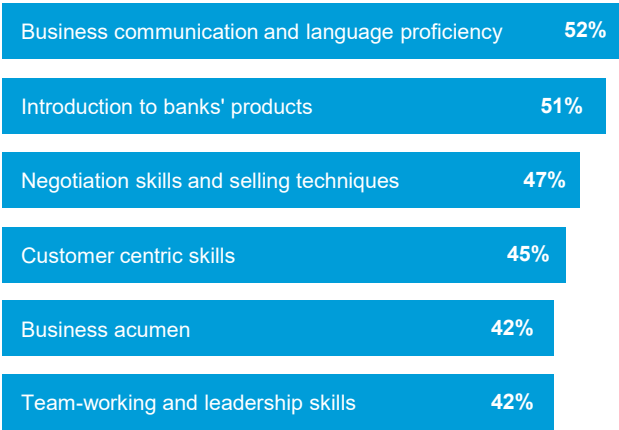 Business communication and language proficiency 52%
Introduction to banks' products 51%
Negotiation skills and selling techniques 47%
Customer centric skills 45%
Business acumen 42%
Team-working and leadership skills 42%